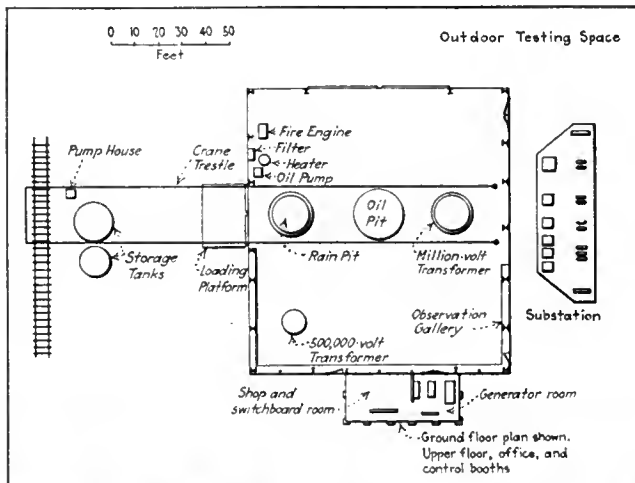 0 10 20 30 40 50
Feet
Outdoor Testing Space
Fire Engine
Filter
Heater
Oil Pump
Pump House
Crane
Trestle
Oil
Pit
Storage
Tanks
Loading
Platform
Rain Pit
Million-volt
Transformer
Substation
500,000-volt
Transformer
Observation
Gallery
Shop and
switchboard room
Generator room
Ground floor plan shown.
Upper floor, office, and
control booths